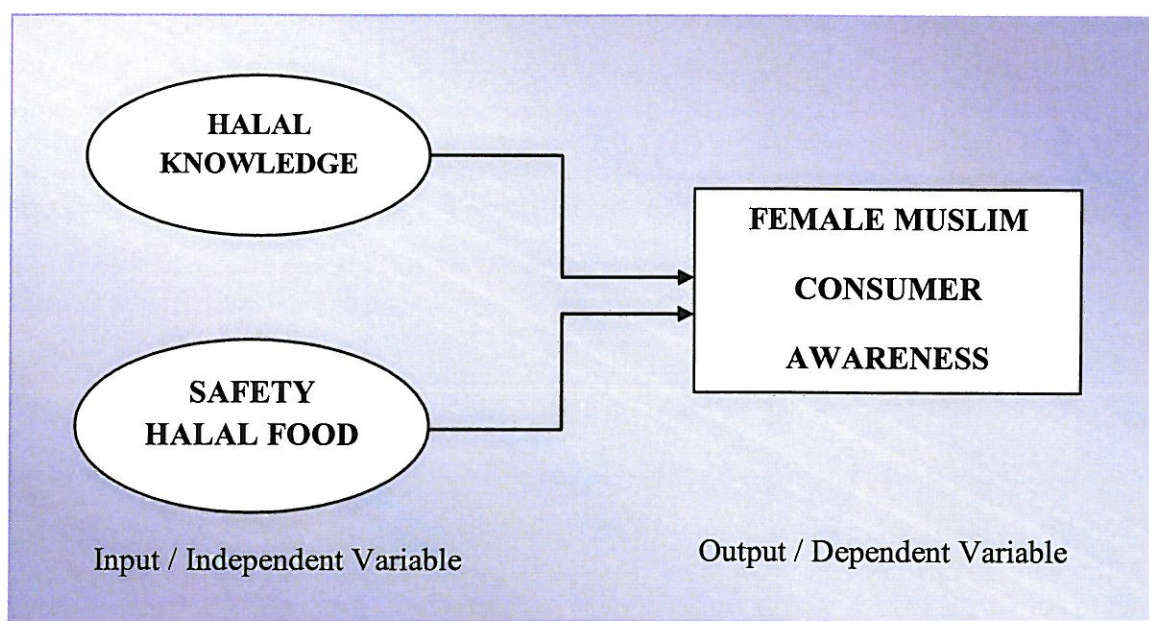 HALAL
KNOWLEDGE
FEMALE MUSLIM
CONSUMER
AWARENESS
SAFETY
HALAL FOOD
Input / Independent Variable
Output / Dependent Variable